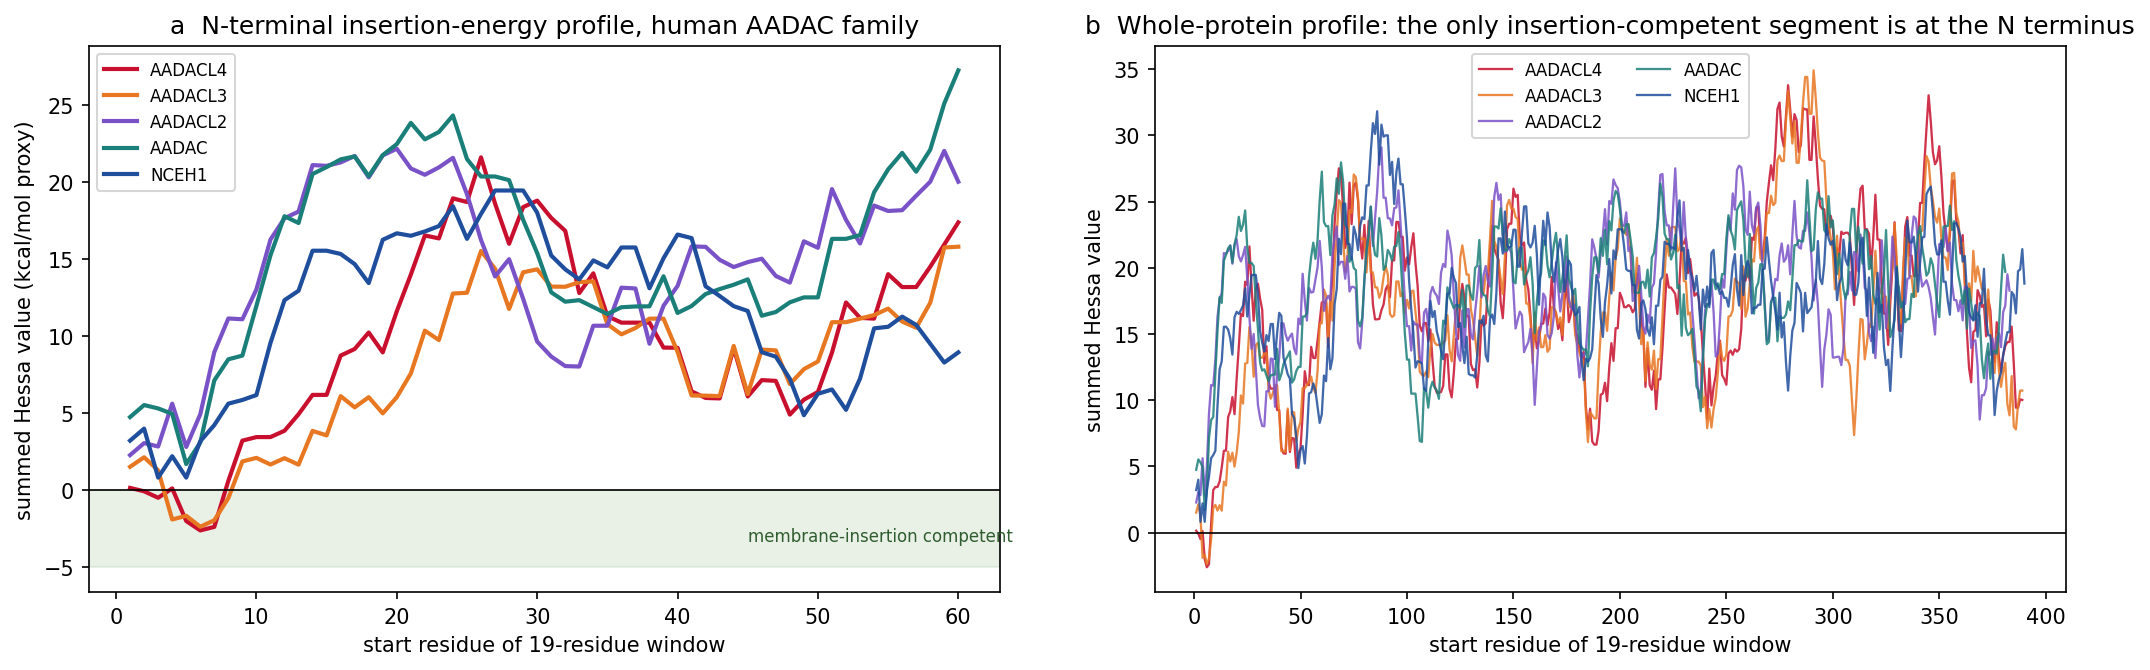 a  N-terminal insertion-energy profile, human AADAC family
summed Hessa value (kcal/mol proxy)
25
20
15
10
5
0
−5
AADACL4
AADACL3
AADACL2
AADAC
NCEH1
membrane-insertion competent
0 10 20 30 40 50 60
start residue of 19-residue window
b  Whole-protein profile: the only insertion-competent segment is at the N terminus
summed Hessa value
35
30
25
20
15
10
5
0
AADACL4 AADAC
AADACL3 NCEH1
AADACL2
0 50 100 150 200 250 300 350 400
start residue of 19-residue window